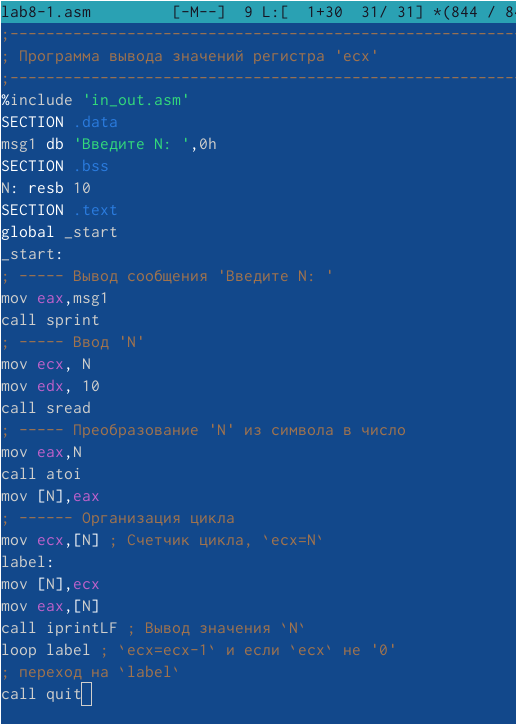 lab8-1.asm [-M--] 9 L:[ 1+30 31/ 31] *(844 / 8
;--------------------------------------------------------
; Программа вывода значений регистра 'ecx'
;--------------------------------------------------------
%include 'in_out.asm'
SECTION .data
msg1 db 'Введите N: ',0h
SECTION .bss
N: resb 10
SECTION .text
global _start
_start:
; ----- Вывод сообщения 'Введите N: '
mov eax,msg1
call sprint
; ----- Ввод 'N'
mov ecx, N
mov edx, 10
call sread
; ----- Преобразование 'N' из символа в число
mov eax,N
call atoi
mov [N],eax
; ------ Организация цикла
mov ecx,[N] ; Счетчик цикла, `ecx=N`
label:
mov [N],ecx
mov eax,[N]
call iprintLF ; Вывод значения `N`
loop label ; `ecx=ecx-1` и если `ecx` не '0'
; переход на `label`
call quit